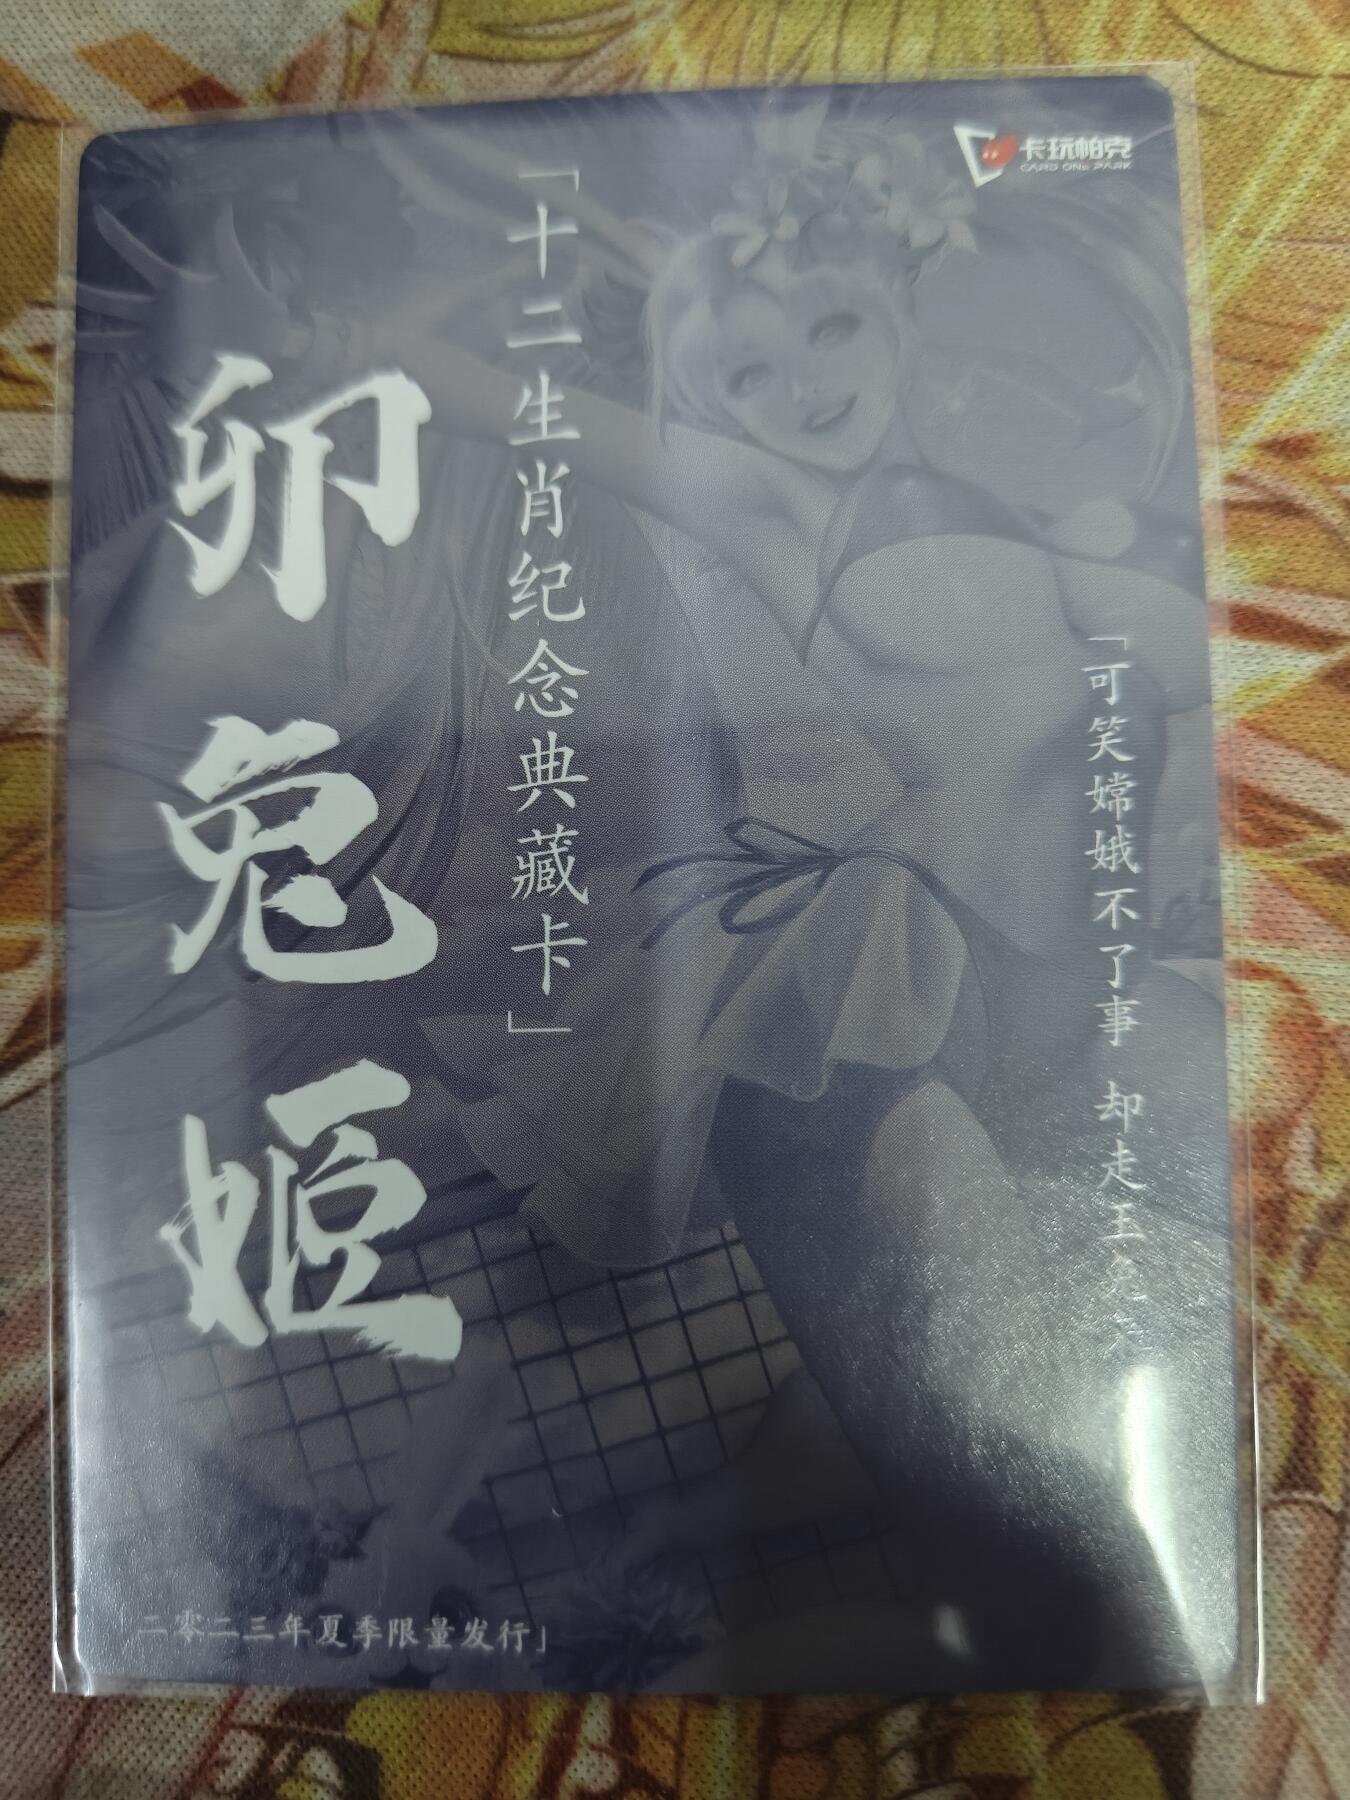 卡玩帕克
CARD ONE PARK
「十二生肖纪念典藏卡」
卯兔姬
「可笑嫦娥不了事 却走玉兔
二零二三年夏季限量发行」